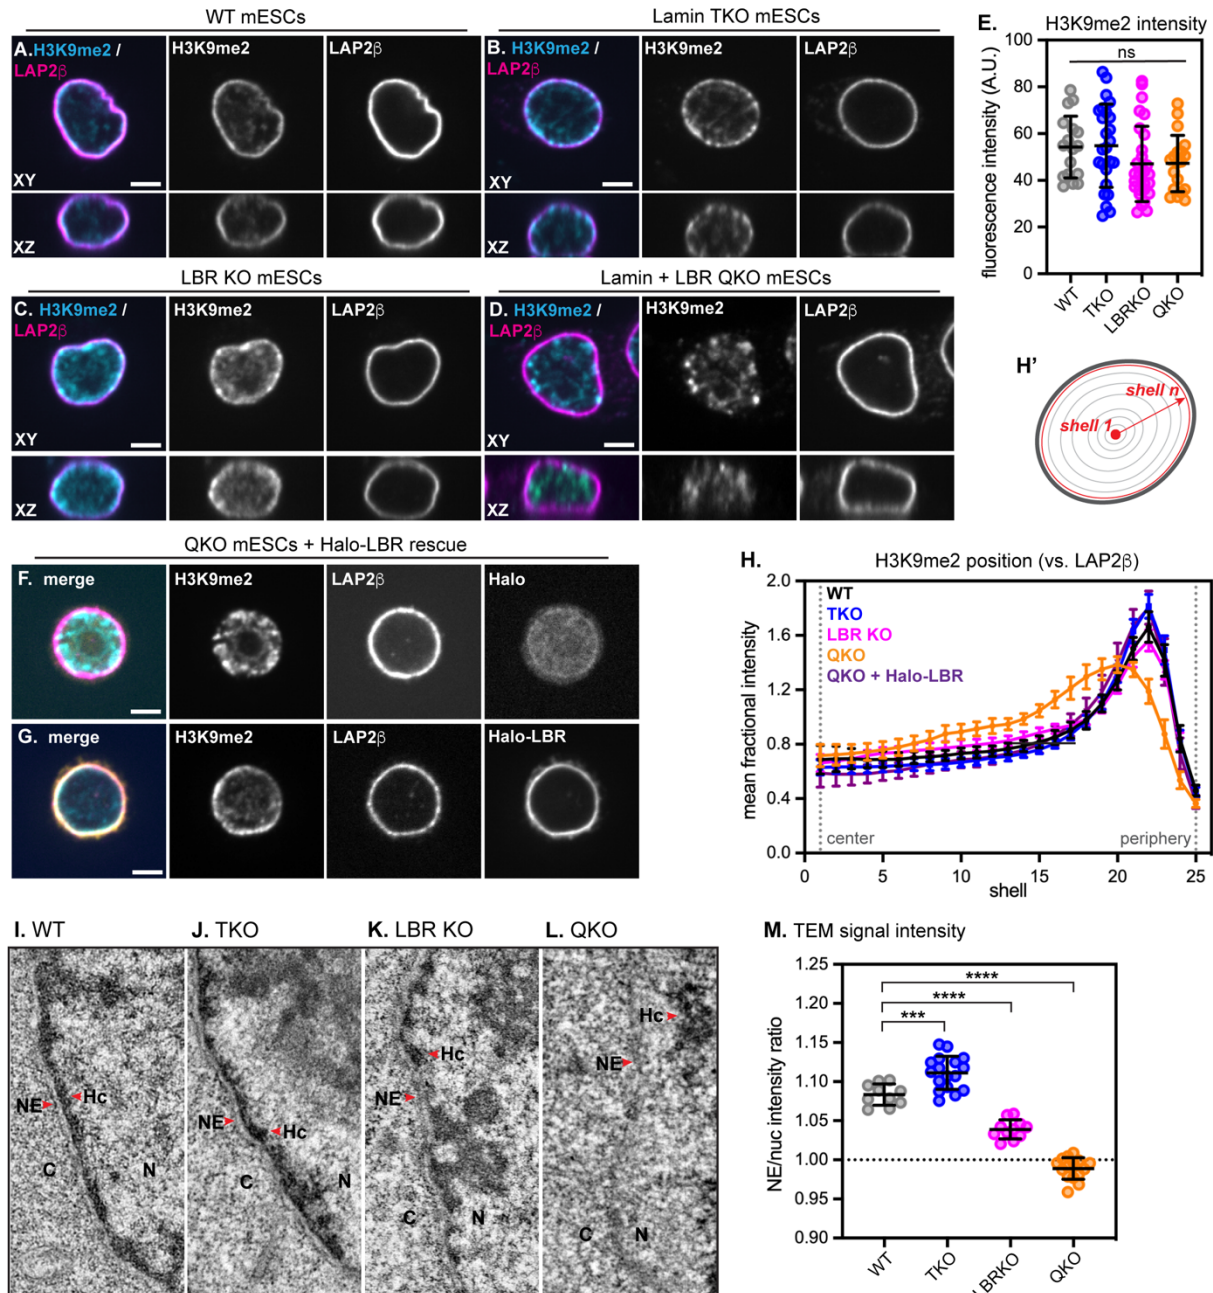 WT mESCs
Lamin TKO mESCs
A. H3K9me2 /
LAP2β
H3K9me2
LAP2β
XY
XZ
B. H3K9me2 /
LAP2β
H3K9me2
LAP2β
XY
XZ
E. H3K9me2 intensity
ns
fluorescence intensity (A.U.)
100
80
60
40
20
0
WT
TKO
LBRKO
QKO
LBR KO mESCs
Lamin + LBR QKO mESCs
C. H3K9me2 /
LAP2β
H3K9me2
LAP2β
XY
XZ
D. H3K9me2 /
LAP2β
H3K9me2
LAP2β
XY
XZ
H'
shell n
shell 1
QKO mESCs + Halo-LBR rescue
F. merge
H3K9me2
LAP2β
Halo
G. merge
H3K9me2
LAP2β
Halo-LBR
H. H3K9me2 position (vs. LAP2β)
WT
TKO
LBR KO
QKO
QKO + Halo-LBR
mean fractional intensity
2.0
1.6
1.2
0.8
0.4
0.0
center
periphery
0 5 10 15 20 25
shell
I. WT
NE
Hc
C
N
J. TKO
NE
Hc
C
N
K. LBR KO
Hc
NE
C
N
L. QKO
Hc
NE
C
N
M. TEM signal intensity
****
****
***
NE/nuc intensity ratio
1.25
1.20
1.15
1.10
1.05
1.00
0.95
0.90
WT
TKO
LBRKO
QKO